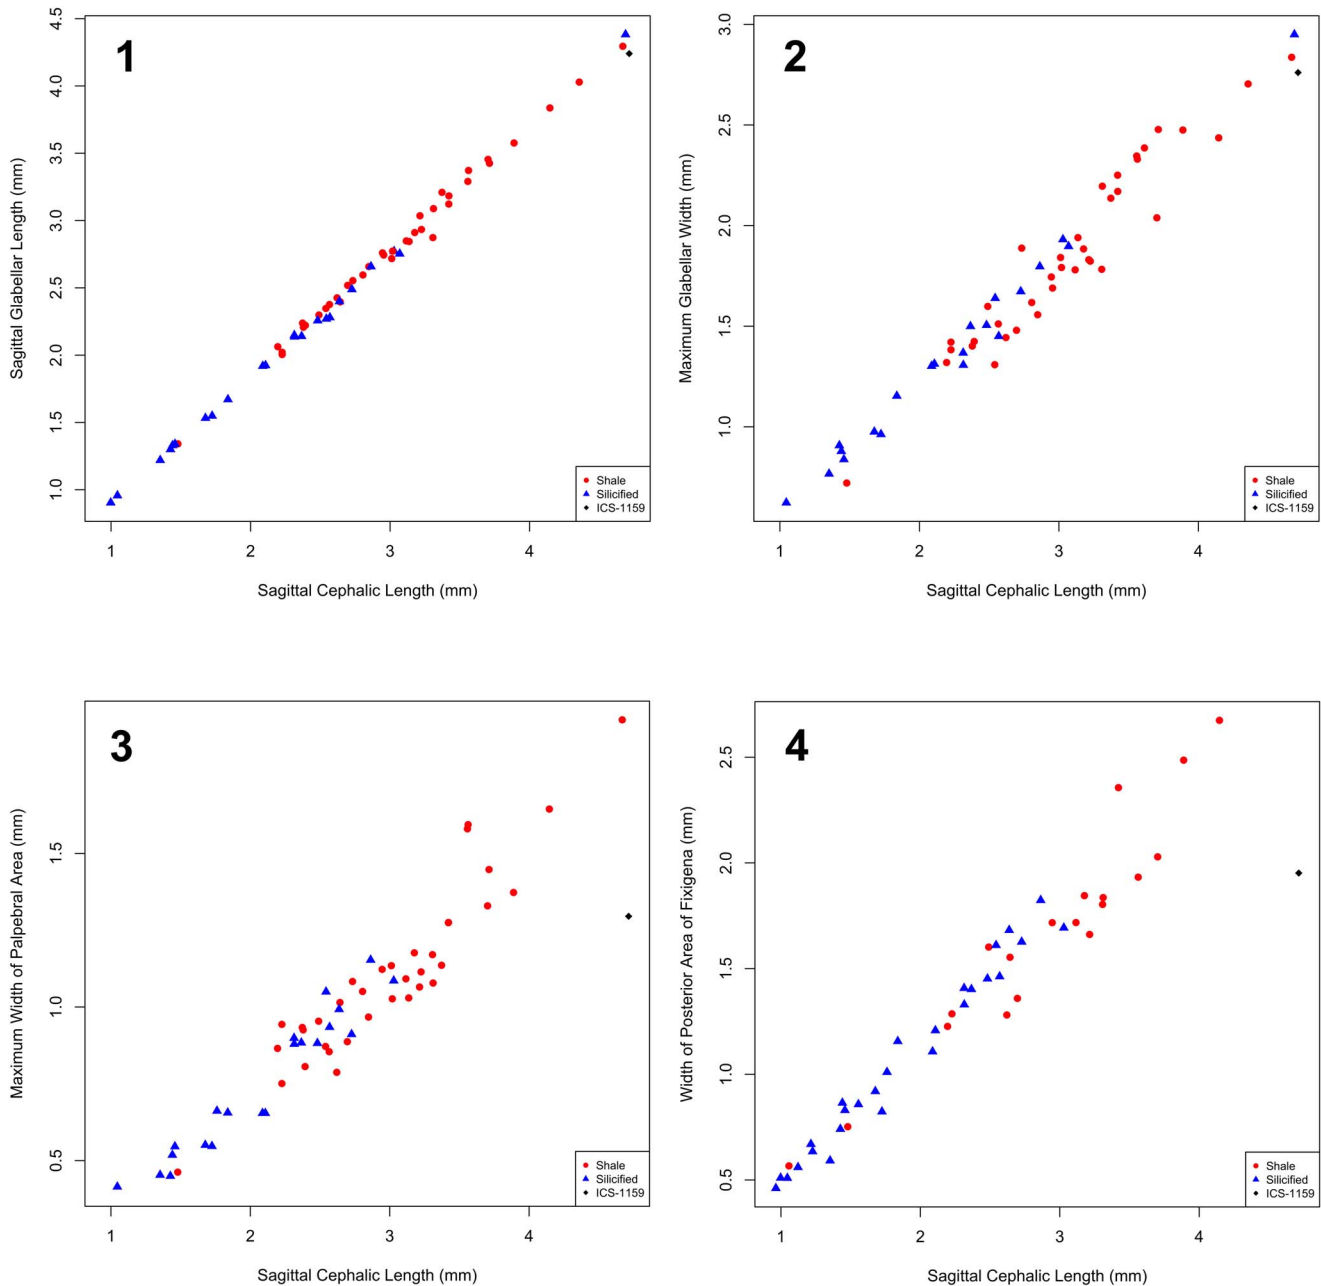 1
Sagittal Glabellar Length (mm)
4.5
4.0
3.5
3.0
2.5
2.0
1.5
1.0
Shale
Silicified
ICS-1159
1 2 3 4
Sagittal Cephalic Length (mm)
2
Maximum Glabellar Width (mm)
3.0
2.5
2.0
1.5
1.0
Shale
Silicified
ICS-1159
1 2 3 4
Sagittal Cephalic Length (mm)
3
Maximum Width of Palpebral Area (mm)
1.5
1.0
0.5
Shale
Silicified
ICS-1159
1 2 3 4
Sagittal Cephalic Length (mm)
4
Width of Posterior Area of Fixigena (mm)
2.5
2.0
1.5
1.0
0.5
Shale
Silicified
ICS-1159
1 2 3 4
Sagittal Cephalic Length (mm)